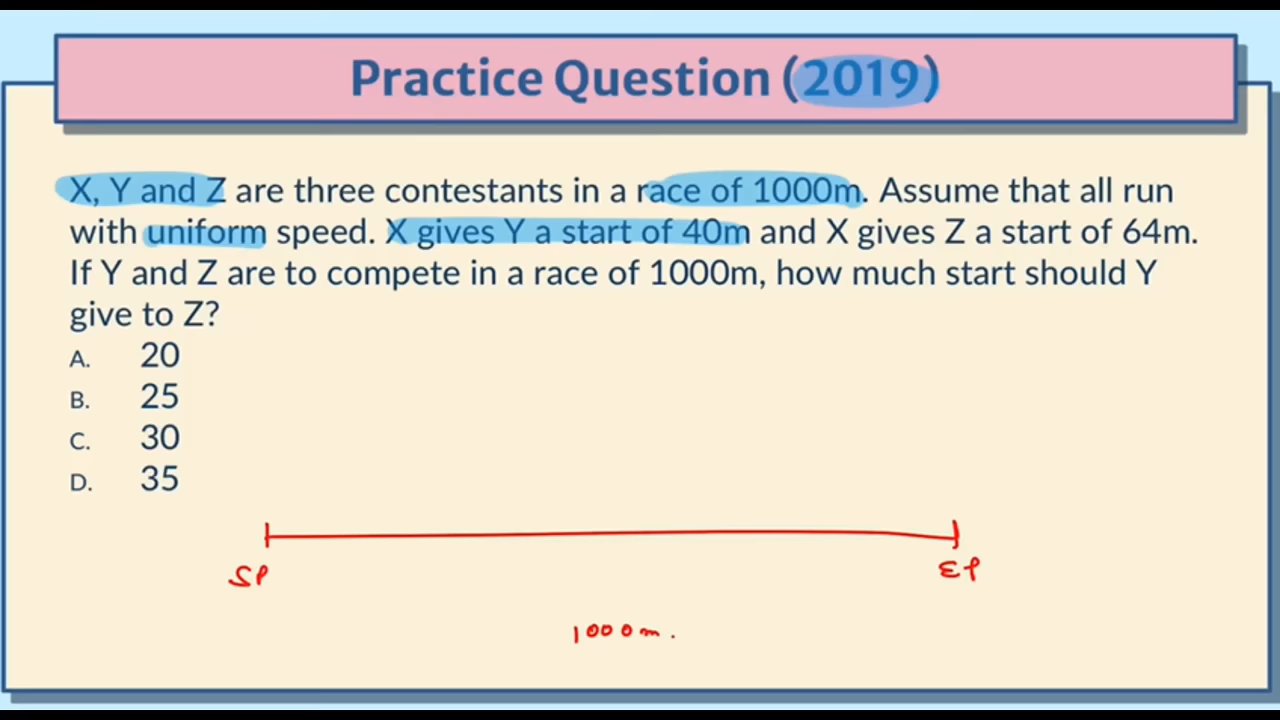 Practice Question (2019)
X, Y and Z are three contestants in a race of 1000m. Assume that all run
with uniform speed. X gives Y a start of 40m and X gives Z a start of 64m.
If Y and Z are to compete in a race of 1000m, how much start should Y
give to Z?
A. 20
B. 25
C. 30
D. 35
SP
EP
1000m.